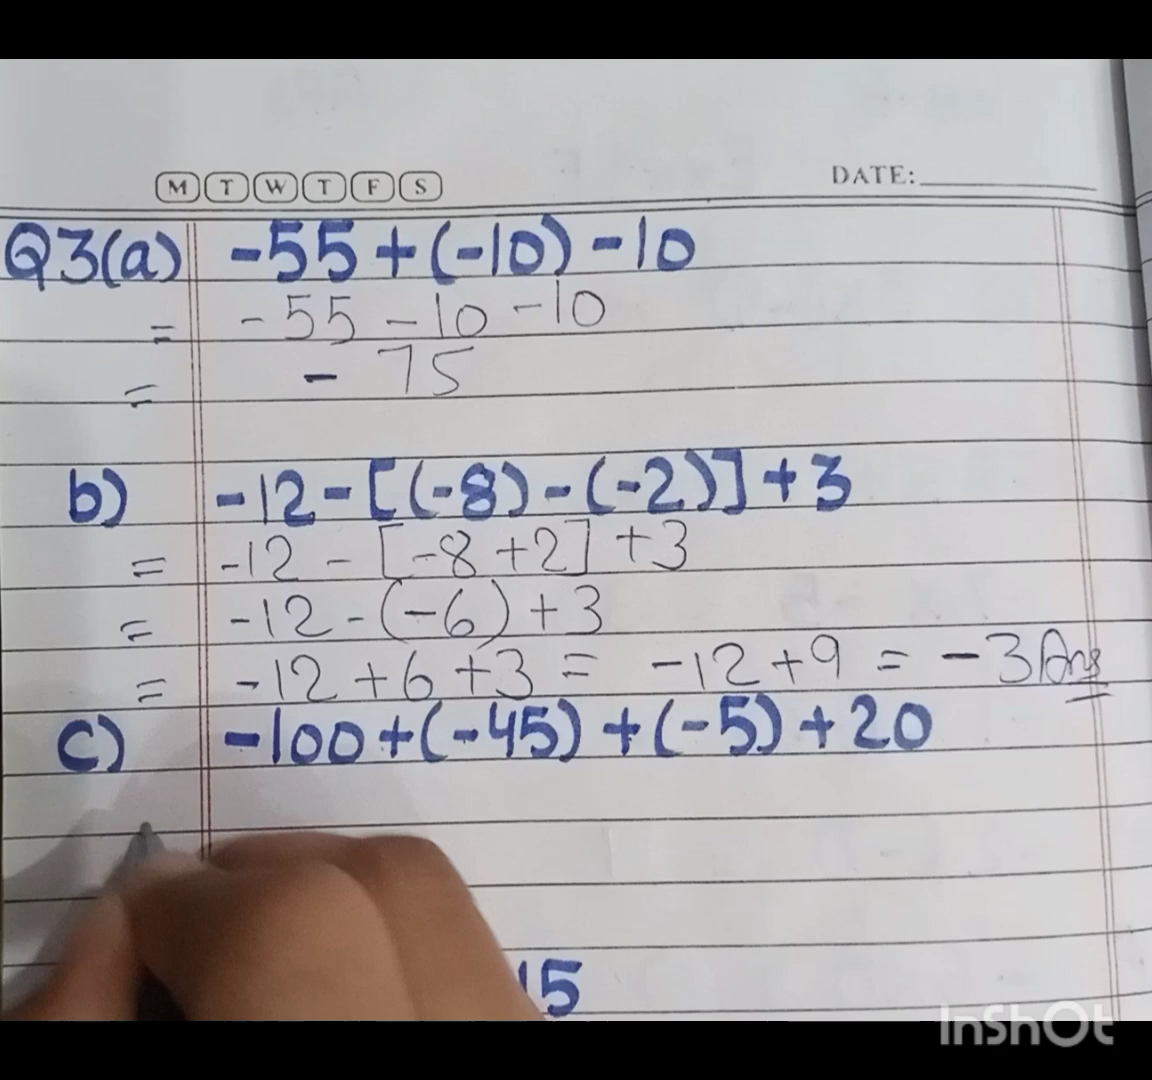 M T W T F S
DATE:
Q3(a) -55+(-10)-10
= -55-10-10
= - 75
b) -12-[(-8)-(-2)]+3
= -12-[-8+2]+3
= -12-(-6)+3
= -12+6+3 = -12+9 = -3 Ans
c) -100+(-45)+(-5)+20
15
InShOt